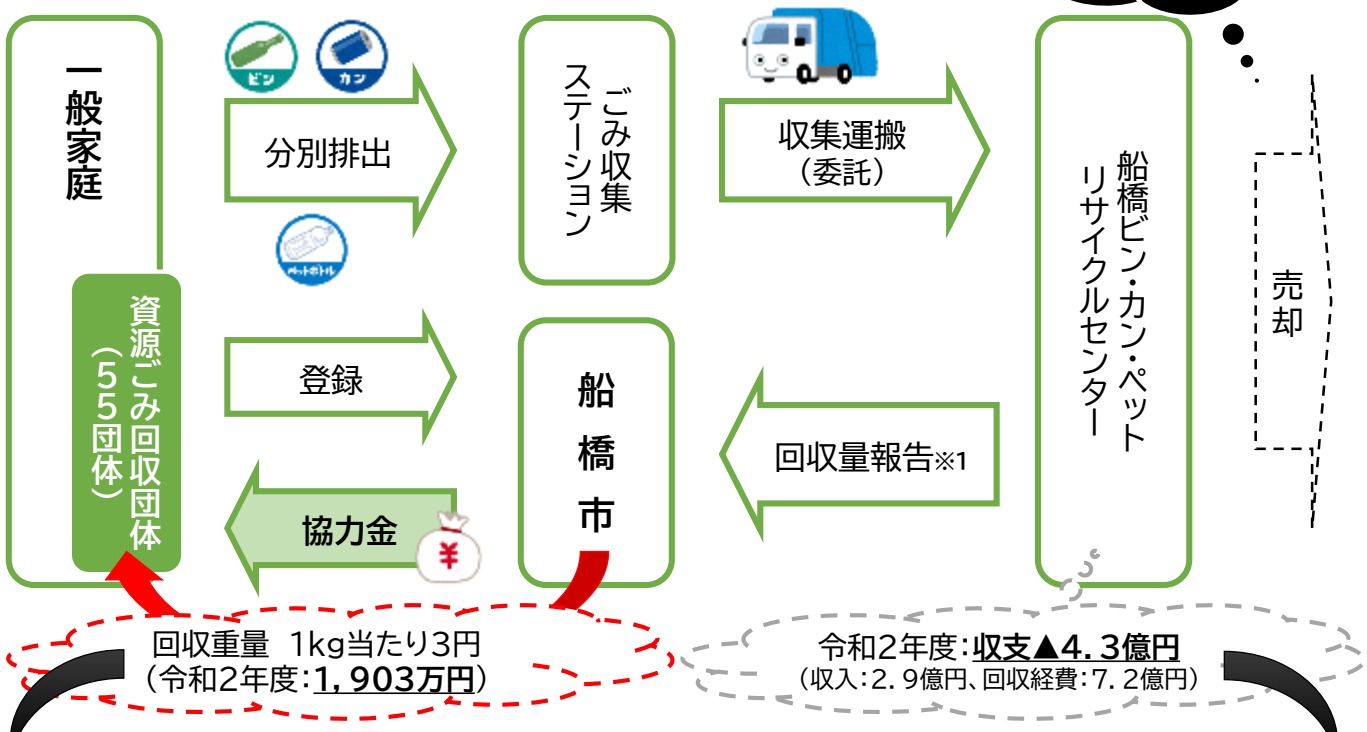 一般家庭
資源ごみ回収団体
（５５団体）
ビン
カン
分別排出
ペットボトル
登録
協力金
¥
ごみ収集
ステーション
船橋市
収集運搬
（委託）
回収量報告※1
船橋ビン・カン・ペット
リサイクルセンター
売却
回収重量　1kg当たり3円
（令和2年度：1,903万円）
令和2年度：収支▲4.3億円
（収入：2.9億円、回収経費：7.2億円）